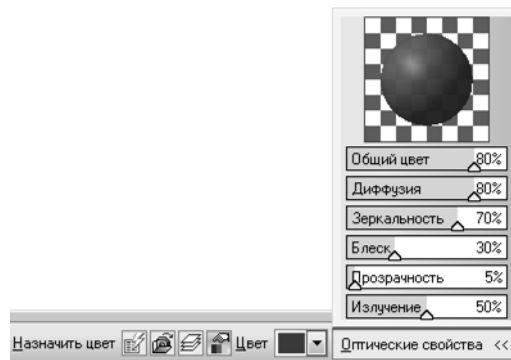 Общий цвет 80%
Диффузия 80%
Зеркальность 70%
Блеск 30%
Прозрачность 5%
Излучение 50%
Назначить цвет Цвет Оптические свойства <<